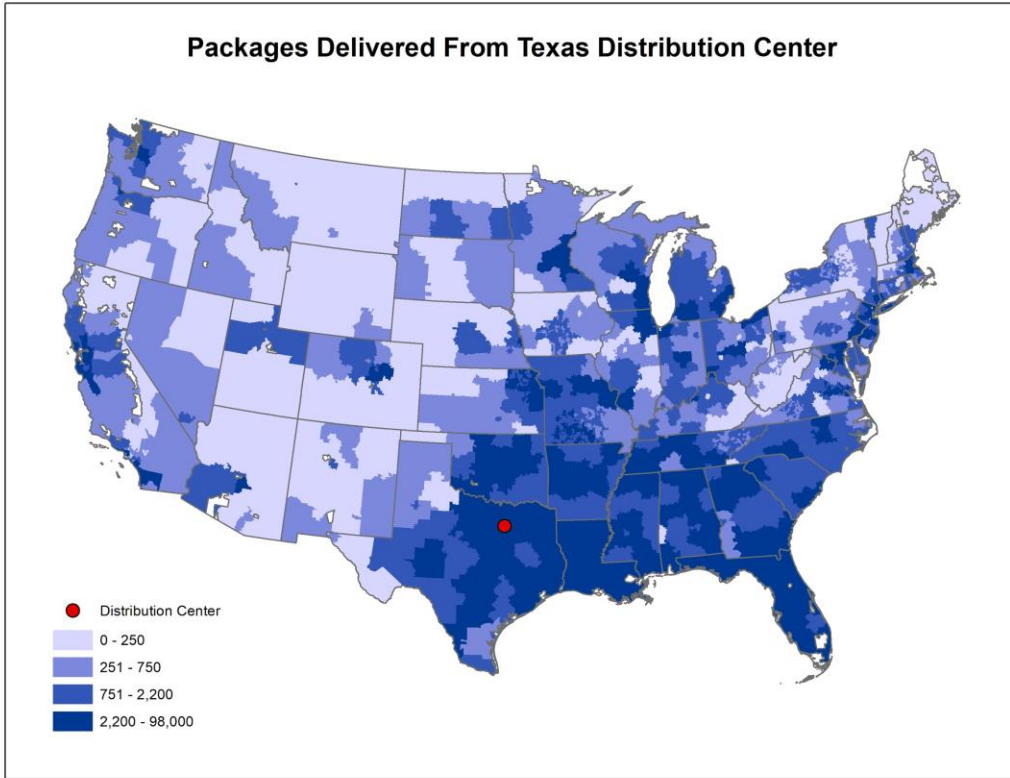 Packages Delivered From Texas Distribution Center
Distribution Center
0 - 250
251 - 750
751 - 2,200
2,200 - 98,000